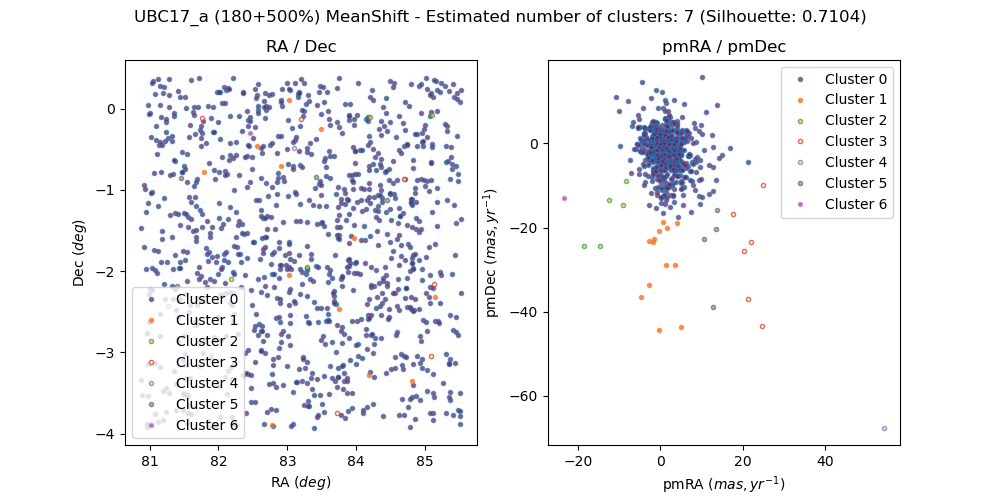 UBC17_a (180+500%) MeanShift - Estimated number of clusters: 7 (Silhouette: 0.7104)
RA / Dec
0
−1
−2
−3
−4
Dec (deg)
81
82
83
84
85
RA (deg)
Cluster 0
Cluster 1
Cluster 2
Cluster 3
Cluster 4
Cluster 5
Cluster 6
pmRA / pmDec
0
−20
−40
−60
pmDec (mas, yr⁻¹)
−20
0
20
40
pmRA (mas, yr⁻¹)
Cluster 0
Cluster 1
Cluster 2
Cluster 3
Cluster 4
Cluster 5
Cluster 6